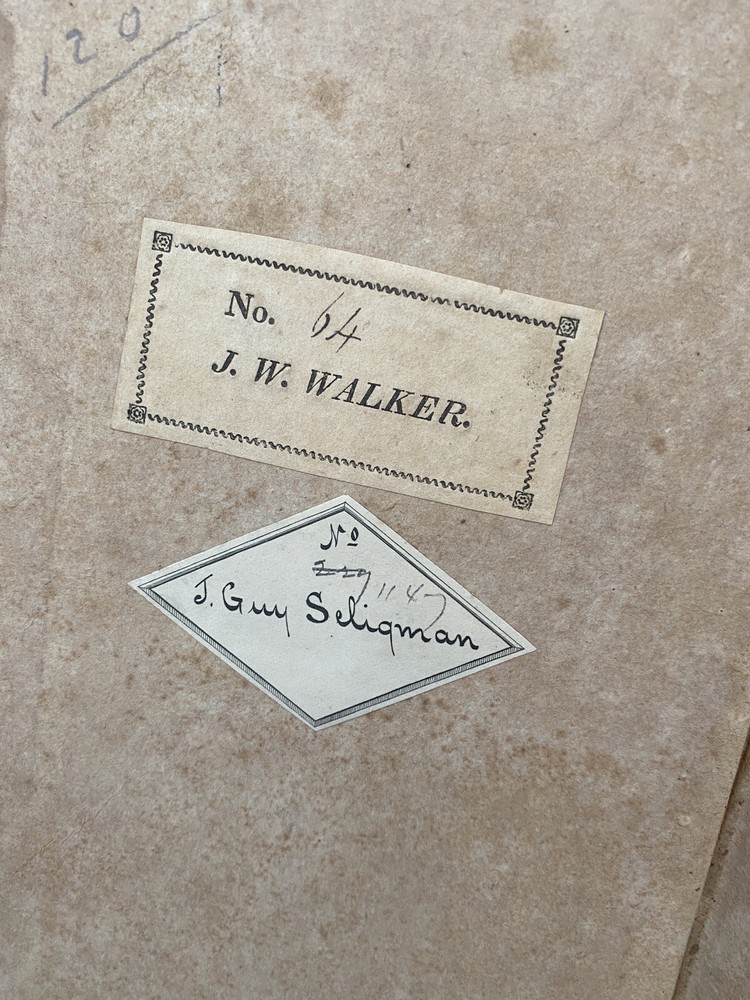 120
No. 64
J. W. WALKER.
No
1147
J. Guy Seligman